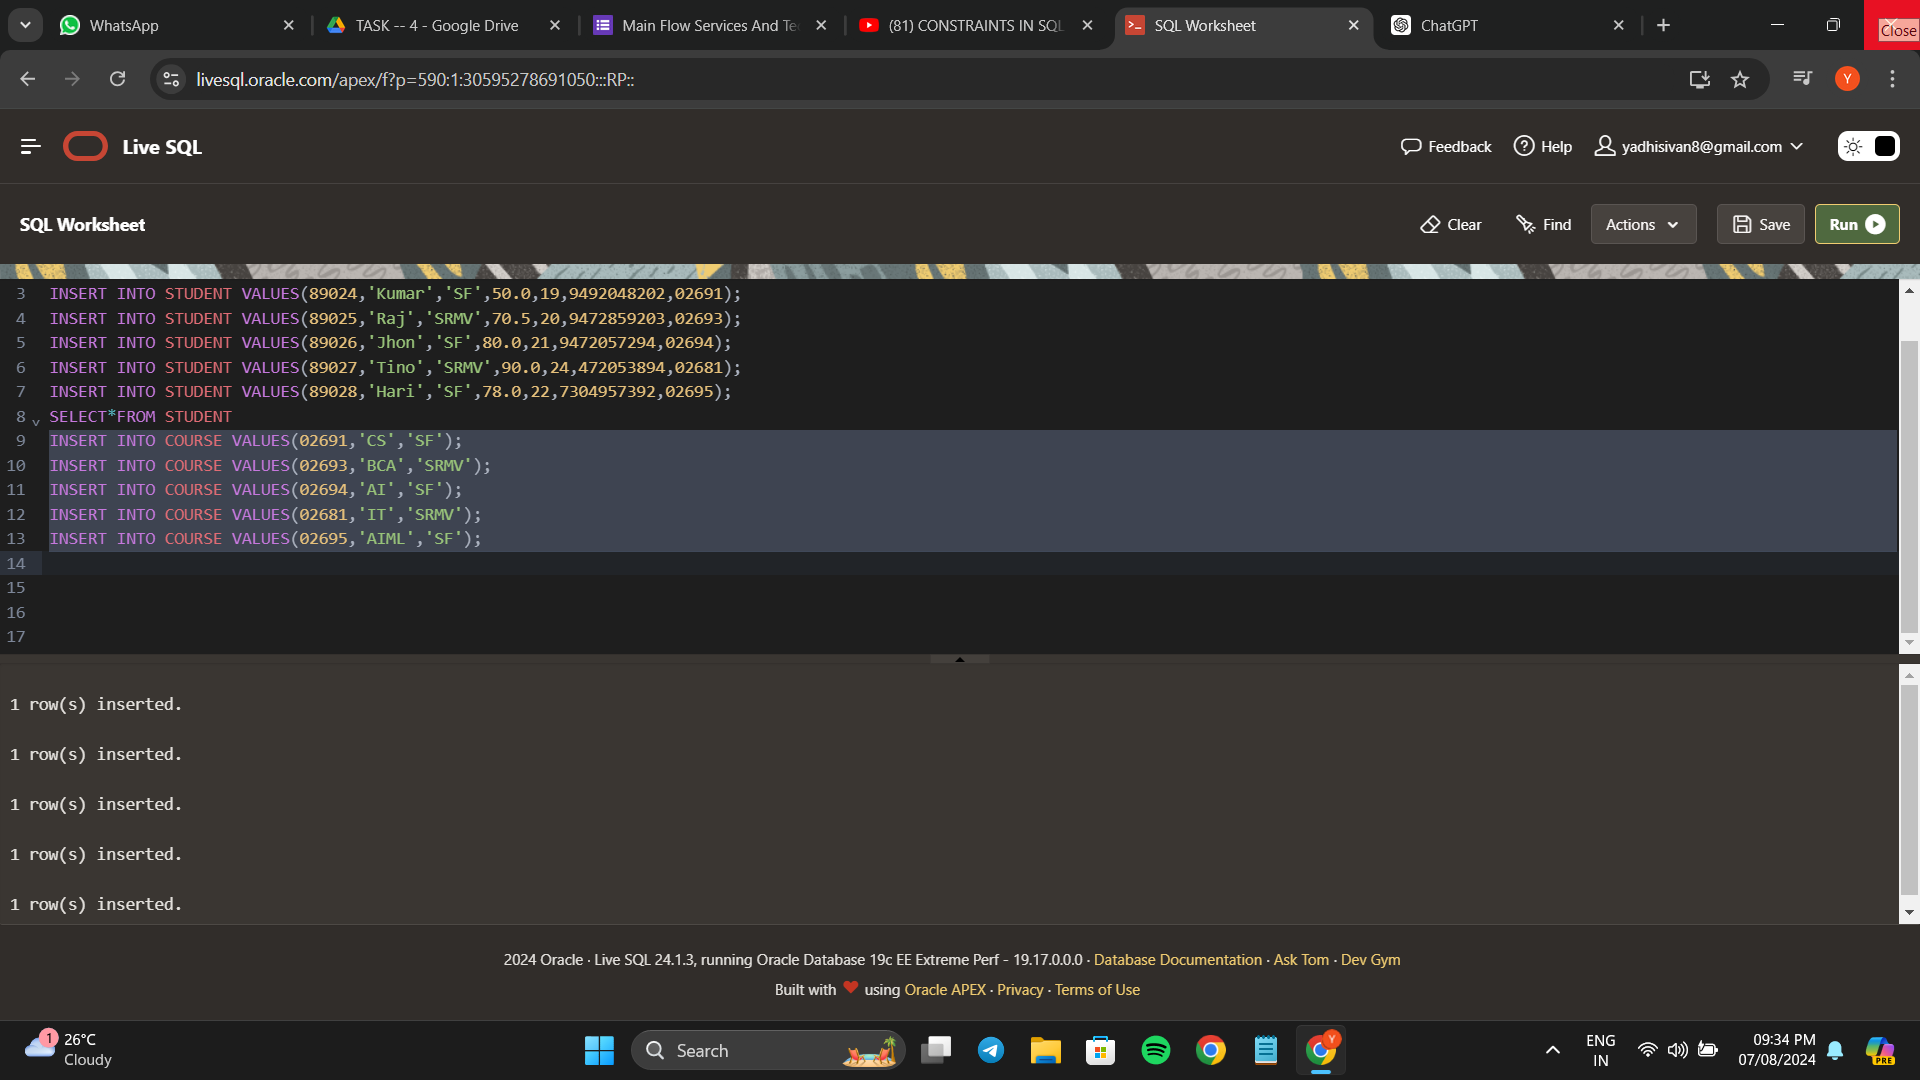 WhatsApp
TASK -- 4 - Google Drive
Main Flow Services And Te
(81) CONSTRAINTS IN SQL
SQL Worksheet
ChatGPT
Close
livesql.oracle.com/apex/f?p=590:1:30595278691050:::RP::
Y
Live SQL
Feedback
Help
yadhisivan8@gmail.com
SQL Worksheet
Clear
Find
Actions
Save
Run
3 INSERT INTO STUDENT VALUES(89024,'Kumar','SF',50.0,19,9492048202,02691);
4 INSERT INTO STUDENT VALUES(89025,'Raj','SRMV',70.5,20,9472859203,02693);
5 INSERT INTO STUDENT VALUES(89026,'Jhon','SF',80.0,21,9472057294,02694);
6 INSERT INTO STUDENT VALUES(89027,'Tino','SRMV',90.0,24,472053894,02681);
7 INSERT INTO STUDENT VALUES(89028,'Hari','SF',78.0,22,7304957392,02695);
8 SELECT*FROM STUDENT
9 INSERT INTO COURSE VALUES(02691,'CS','SF');
10 INSERT INTO COURSE VALUES(02693,'BCA','SRMV');
11 INSERT INTO COURSE VALUES(02694,'AI','SF');
12 INSERT INTO COURSE VALUES(02681,'IT','SRMV');
13 INSERT INTO COURSE VALUES(02695,'AIML','SF');
14
15
16
17
1 row(s) inserted.
1 row(s) inserted.
1 row(s) inserted.
1 row(s) inserted.
1 row(s) inserted.
2024 Oracle · Live SQL 24.1.3, running Oracle Database 19c EE Extreme Perf - 19.17.0.0.0 · Database Documentation · Ask Tom · Dev Gym
Built with ❤ using Oracle APEX · Privacy · Terms of Use
1
26°C
Cloudy
Search
Y
ENG
IN
09:34 PM
07/08/2024
PRE